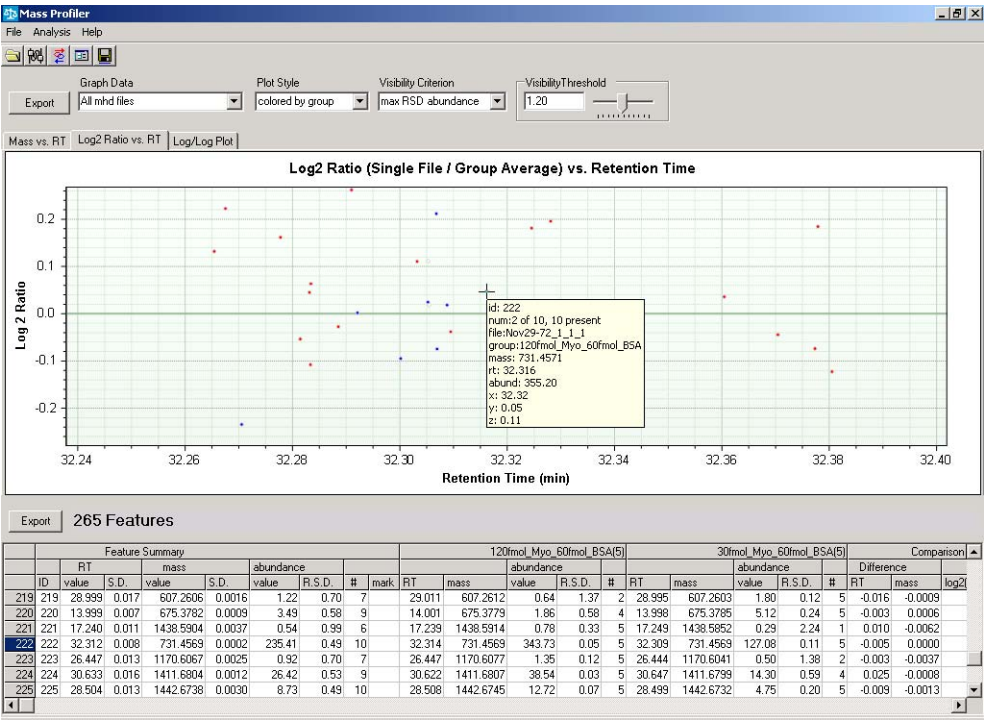 Mass Profiler
File Analysis Help
Graph Data Plot Style Visibility Criterion VisibilityThreshold
Export All mhd files colored by group max RSD abundance 1.20
Mass vs. RT Log2 Ratio vs. RT Log/Log Plot
Log2 Ratio (Single File / Group Average) vs. Retention Time
Log2 Ratio
0.2
0.1
0.0
-0.1
-0.2
id: 222
num:2 of 10, 10 present
file:Nov29-72_1_1_1
group:120fmol_Myo_60fmol_BSA
mass: 731.4571
rt: 32.316
abund: 355.20
x: 32.32
y: 0.05
z: 0.11
32.24 32.26 32.28 32.30 32.32 32.34 32.36 32.38 32.40
Retention Time (min)
Export 265 Features
Feature Summary 120fmol_Myo_60fmol_BSA(5) 30fmol_Myo_60fmol_BSA(5) Comparison
RT mass abundance abundance abundance Difference
ID value S.D. value S.D. value R.S.D. # mark RT mass value R.S.D. # RT mass value R.S.D. # RT mass log2(
219 219 28.999 0.017 607.2606 0.0016 1.22 0.70 7 29.011 607.2612 0.64 1.37 2 28.995 607.2603 1.80 0.12 5 -0.016 -0.0009
220 220 13.999 0.007 675.3782 0.0009 3.49 0.58 9 14.001 675.3779 1.86 0.58 4 13.998 675.3785 5.12 0.24 5 -0.003 0.0006
221 221 17.240 0.011 1438.5904 0.0037 0.54 0.99 6 17.239 1438.5914 0.78 0.33 5 17.249 1438.5852 0.29 2.24 1 0.010 -0.0062
222 222 32.312 0.008 731.4569 0.0002 235.41 0.49 10 32.314 731.4569 343.73 0.05 5 32.309 731.4569 127.08 0.11 5 -0.005 -0.0000
223 223 26.447 0.013 1170.6067 0.0025 0.92 0.70 7 26.447 1170.6077 1.35 0.12 5 26.444 1170.6041 0.50 1.38 2 -0.003 -0.0037
224 224 30.633 0.016 1411.6804 0.0012 26.42 0.53 9 30.622 1411.6807 38.54 0.03 5 30.647 1411.6799 14.30 0.59 4 0.025 -0.0008
225 225 28.504 0.013 1442.6738 0.0030 8.73 0.49 10 28.508 1442.6745 12.72 0.07 5 28.499 1442.6732 4.75 0.20 5 -0.009 -0.0013